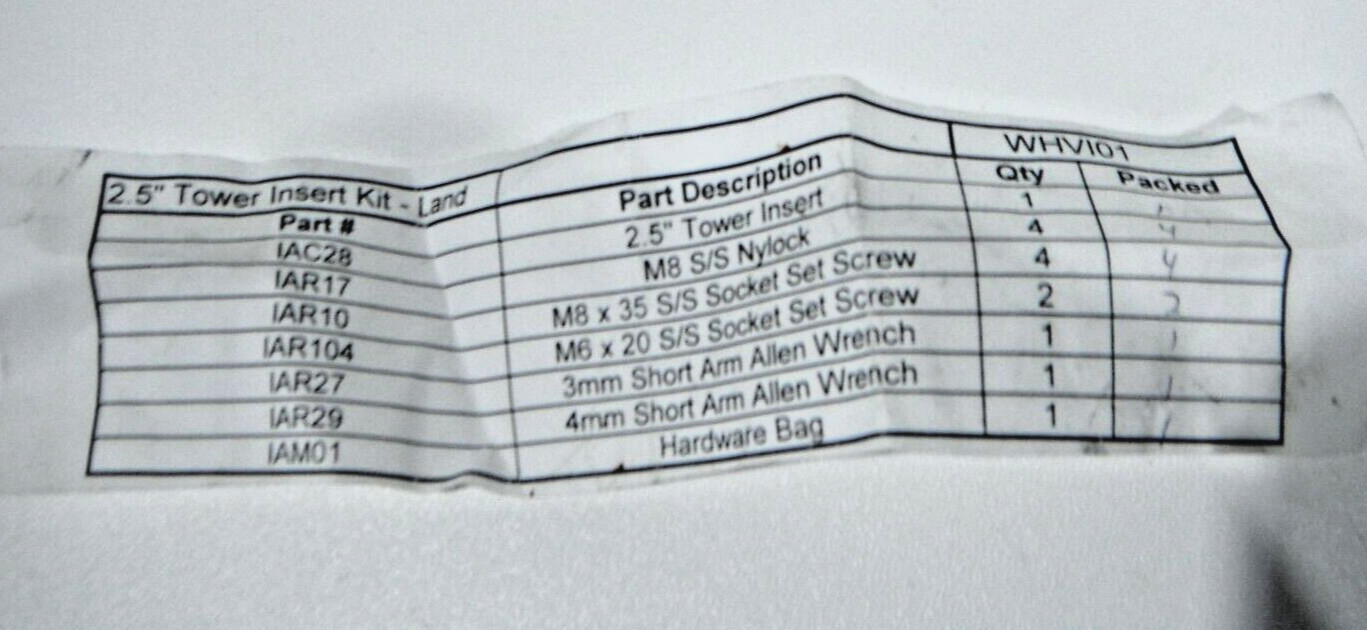 2.5" Tower Insert Kit - Land WHVI01
Part # Part Description Qty Packed
IAC28 2.5" Tower Insert 1 1
IAR17 M8 S/S Nylock 4 4
IAR10 M8 x 35 S/S Socket Set Screw 4 4
IAR104 M6 x 20 S/S Socket Set Screw 2 2
IAR27 3mm Short Arm Allen Wrench 1 1
IAR29 4mm Short Arm Allen Wrench 1 1
IAM01 Hardware Bag 1 1